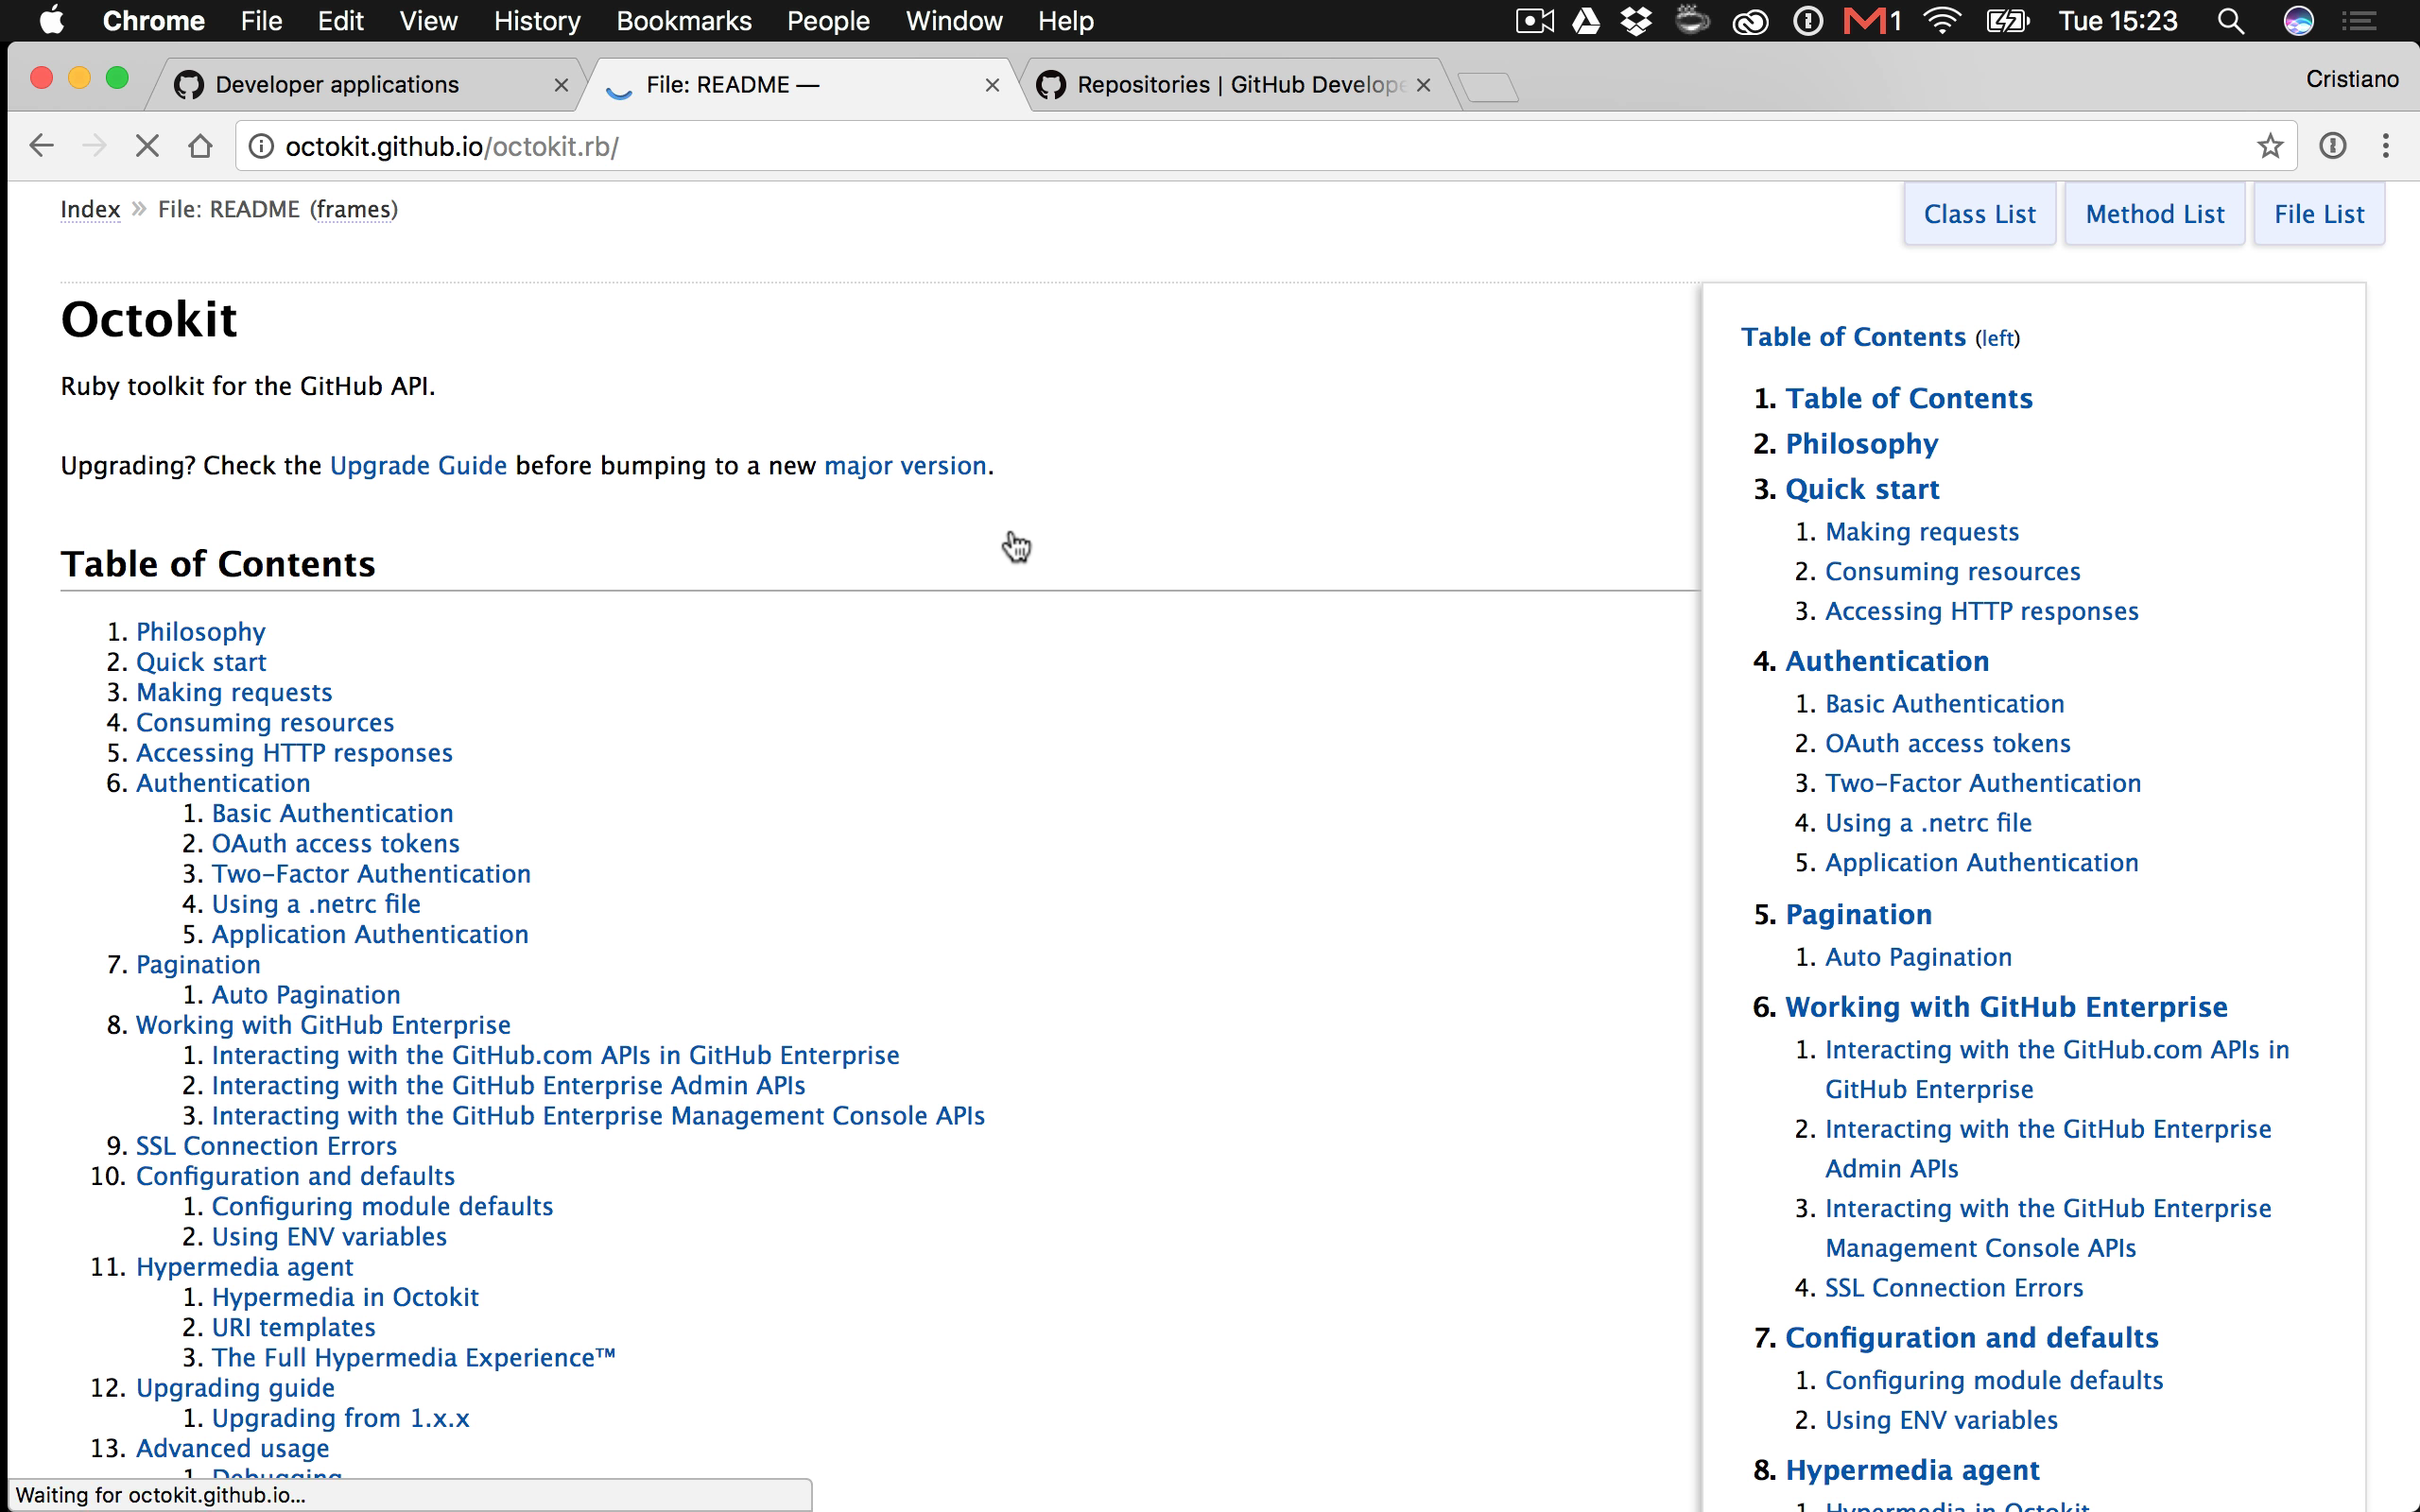 Chrome File Edit View History Bookmarks People Window Help 1 Tue 15:23
Developer applications File: README — Repositories | GitHub Develope Cristiano
octokit.github.io/octokit.rb/
Index » File: README (frames)
Class List Method List File List
Octokit
Ruby toolkit for the GitHub API.
Upgrading? Check the Upgrade Guide before bumping to a new major version.
Table of Contents
1. Philosophy
2. Quick start
3. Making requests
4. Consuming resources
5. Accessing HTTP responses
6. Authentication
1. Basic Authentication
2. OAuth access tokens
3. Two-Factor Authentication
4. Using a .netrc file
5. Application Authentication
7. Pagination
1. Auto Pagination
8. Working with GitHub Enterprise
1. Interacting with the GitHub.com APIs in GitHub Enterprise
2. Interacting with the GitHub Enterprise Admin APIs
3. Interacting with the GitHub Enterprise Management Console APIs
9. SSL Connection Errors
10. Configuration and defaults
1. Configuring module defaults
2. Using ENV variables
11. Hypermedia agent
1. Hypermedia in Octokit
2. URI templates
3. The Full Hypermedia Experience™
12. Upgrading guide
1. Upgrading from 1.x.x
13. Advanced usage
1. Debugging
Waiting for octokit.github.io...
Table of Contents (left)
1. Table of Contents
2. Philosophy
3. Quick start
1. Making requests
2. Consuming resources
3. Accessing HTTP responses
4. Authentication
1. Basic Authentication
2. OAuth access tokens
3. Two-Factor Authentication
4. Using a .netrc file
5. Application Authentication
5. Pagination
1. Auto Pagination
6. Working with GitHub Enterprise
1. Interacting with the GitHub.com APIs in
GitHub Enterprise
2. Interacting with the GitHub Enterprise
Admin APIs
3. Interacting with the GitHub Enterprise
Management Console APIs
4. SSL Connection Errors
7. Configuration and defaults
1. Configuring module defaults
2. Using ENV variables
8. Hypermedia agent
1. Hypermedia in Octokit